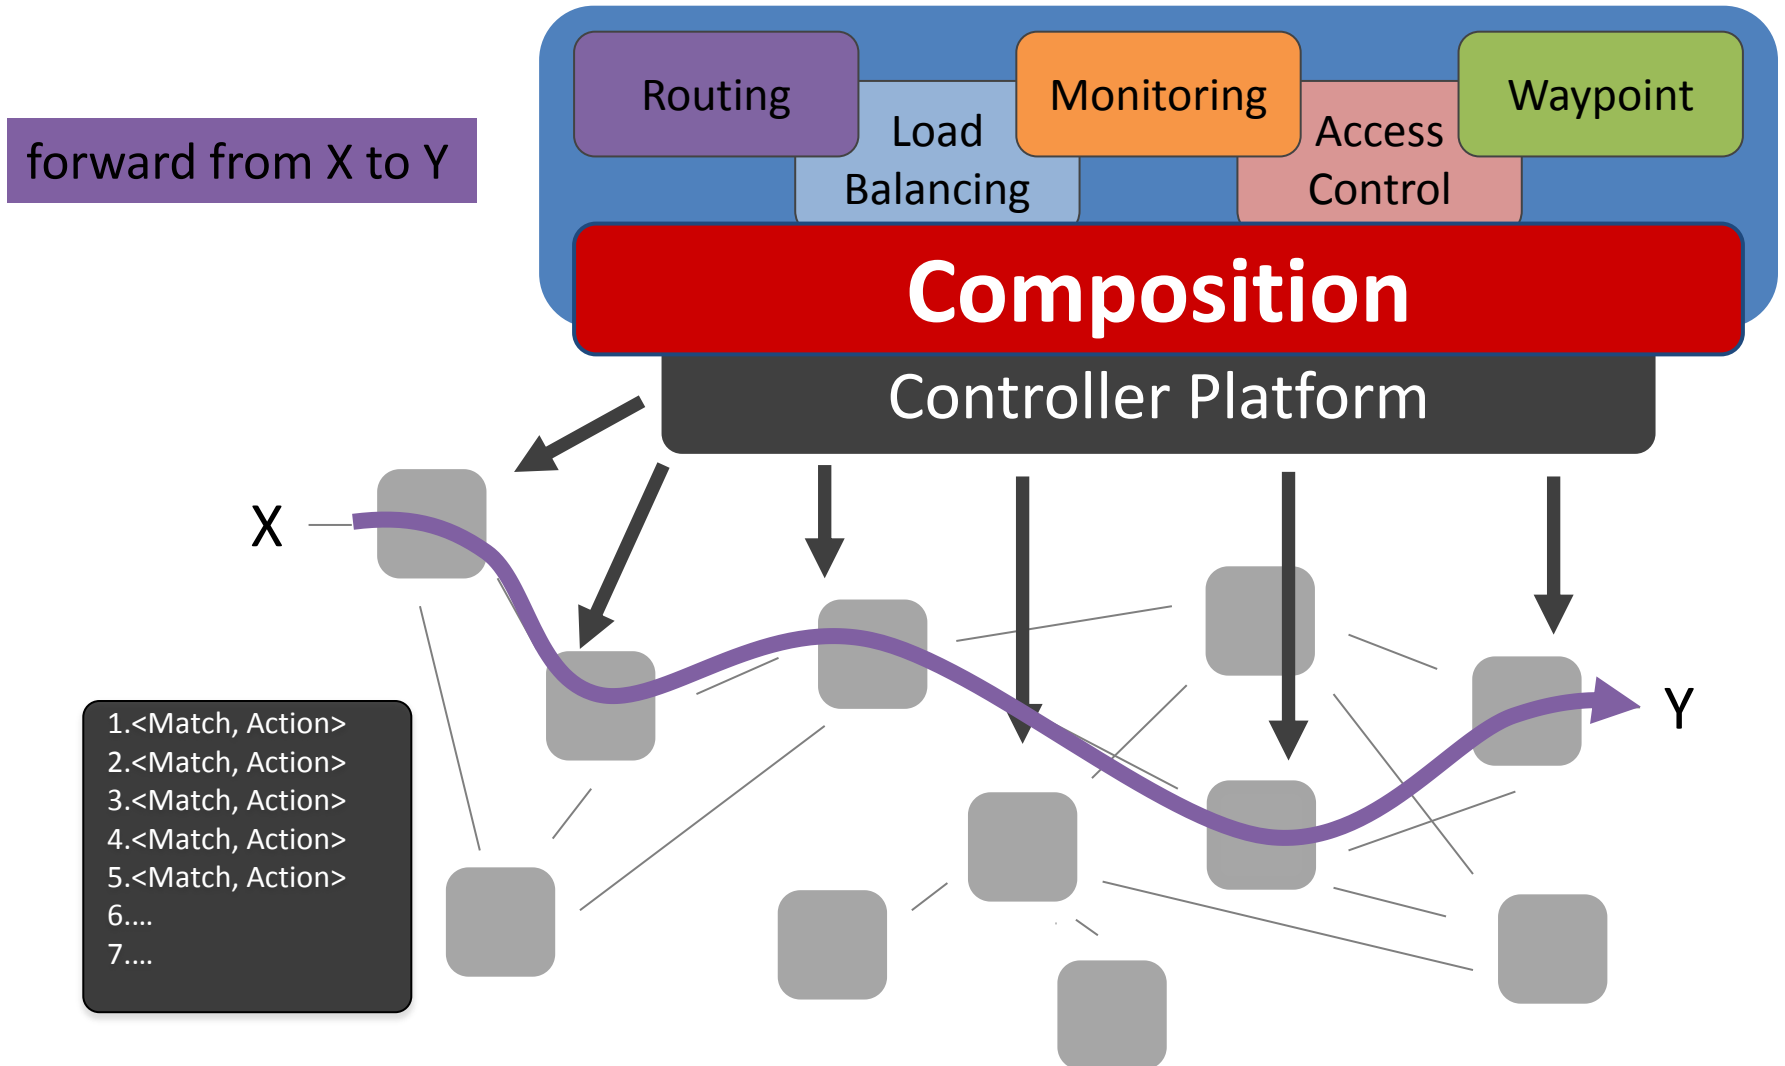 Routing
Monitoring
Waypoint
Load
Balancing
Access
Control
forward from X to Y
Composition
Controller Platform
X
Y
1.<Match, Action>
2.<Match, Action>
3.<Match, Action>
4.<Match, Action>
5.<Match, Action>
6....
7....